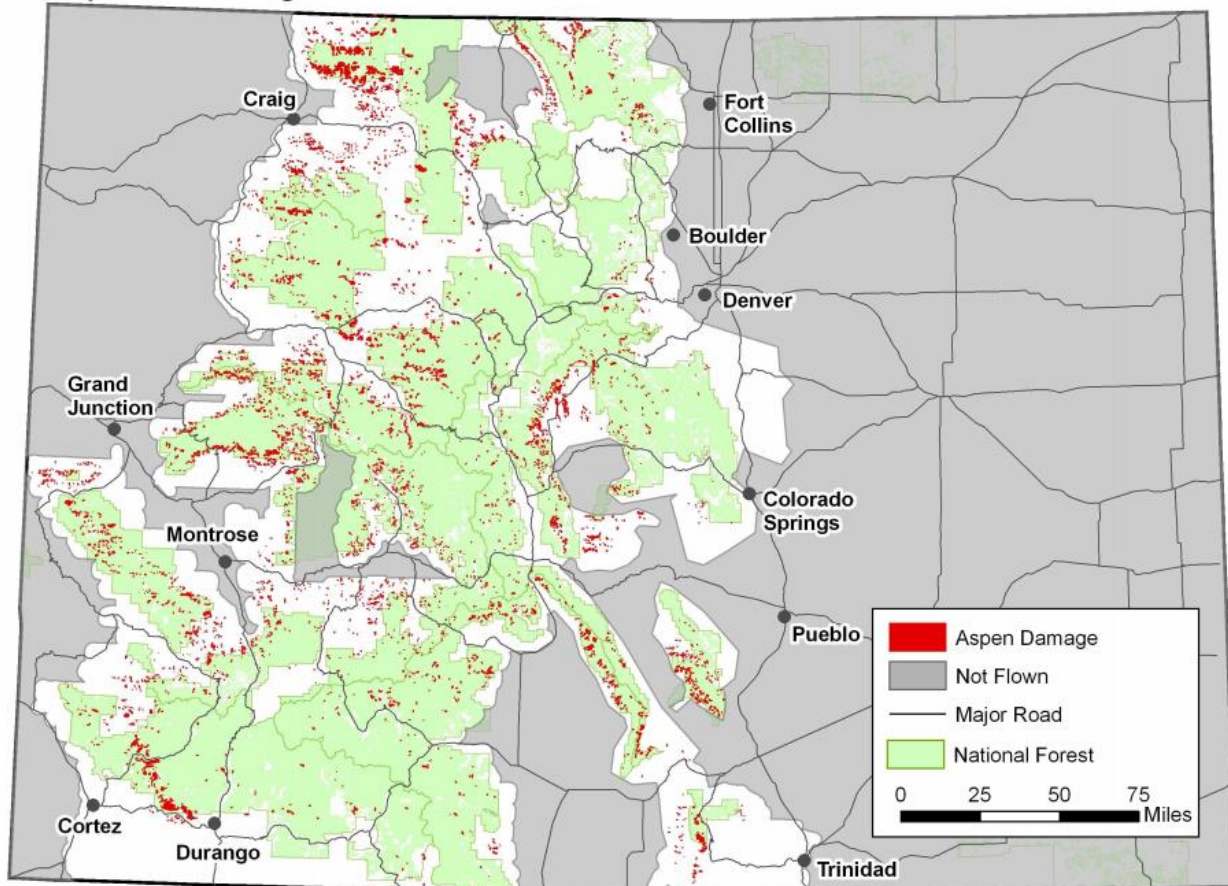 Craig
Fort
Collins
Boulder
Denver
Grand
Junction
Colorado
Springs
Montrose
Pueblo
Aspen Damage
Not Flown
Major Road
National Forest
0 25 50 75
Miles
Cortez
Durango
Trinidad